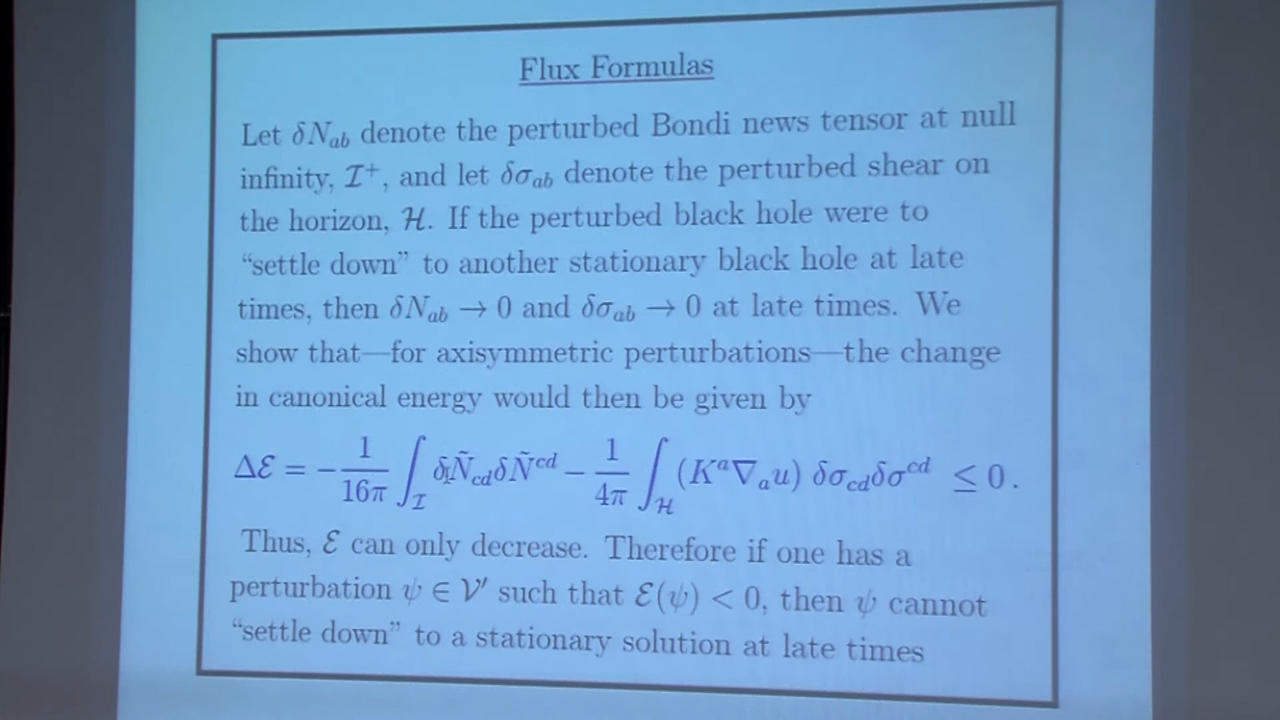 Flux Formulas
Let δN_ab denote the perturbed Bondi news tensor at null
infinity, ℐ⁺, and let δσ_ab denote the perturbed shear on
the horizon, ℋ. If the perturbed black hole were to
“settle down” to another stationary black hole at late
times, then δN_ab → 0 and δσ_ab → 0 at late times. We
show that—for axisymmetric perturbations—the change
in canonical energy would then be given by
Δℰ = −1/16π ∫_ℐ δÑ_cd δÑ^cd − 1/4π ∫_ℋ (K^a ∇_a u) δσ_cd δσ^cd ≤ 0 .
Thus, ℰ can only decrease. Therefore if one has a
perturbation ψ ∈ 𝒱′ such that ℰ(ψ) < 0, then ψ cannot
“settle down” to a stationary solution at late times